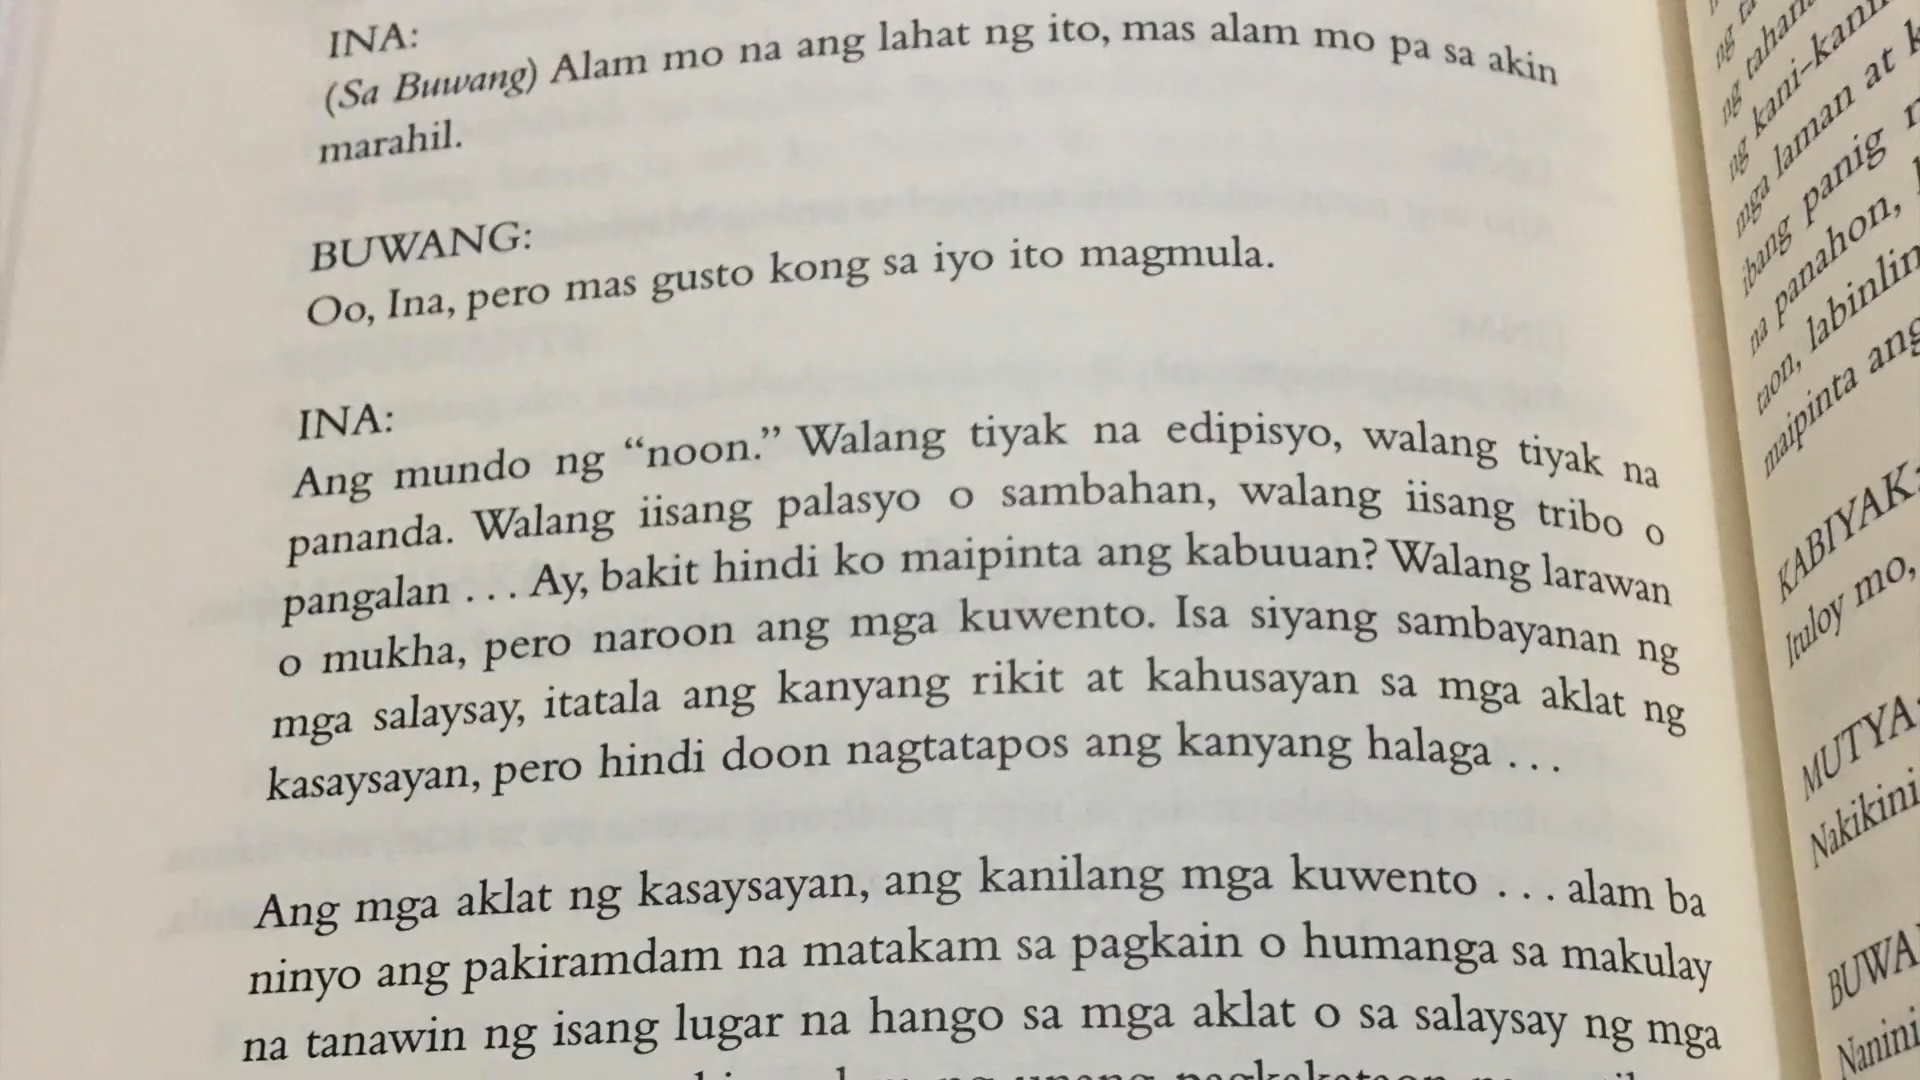 INA:
(Sa Buwang) Alam mo na ang lahat ng ito, mas alam mo pa sa akin
marahil.
BUWANG:
Oo, Ina, pero mas gusto kong sa iyo ito magmula.
INA:
Ang mundo ng “noon.” Walang tiyak na edipisyo, walang tiyak na
pananda. Walang iisang palasyo o sambahan, walang iisang tribo o
pangalan . . . Ay, bakit hindi ko maipinta ang kabuuan? Walang larawan
o mukha, pero naroon ang mga kuwento. Isa siyang sambayanan ng
mga salaysay, itatala ang kanyang rikit at kahusayan sa mga aklat ng
kasaysayan, pero hindi doon nagtatapos ang kanyang halaga . . .
Ang mga aklat ng kasaysayan, ang kanilang mga kuwento . . . alam ba
ninyo ang pakiramdam na matakam sa pagkain o humanga sa makulay
na tanawin ng isang lugar na hango sa mga aklat o sa salaysay ng mga
ng
ng
ng kani-
mga laman at
ibang panig
na panahon,
taon,
maipinta ang
KABIYAK:
Ituloy mo,
MUTYA: